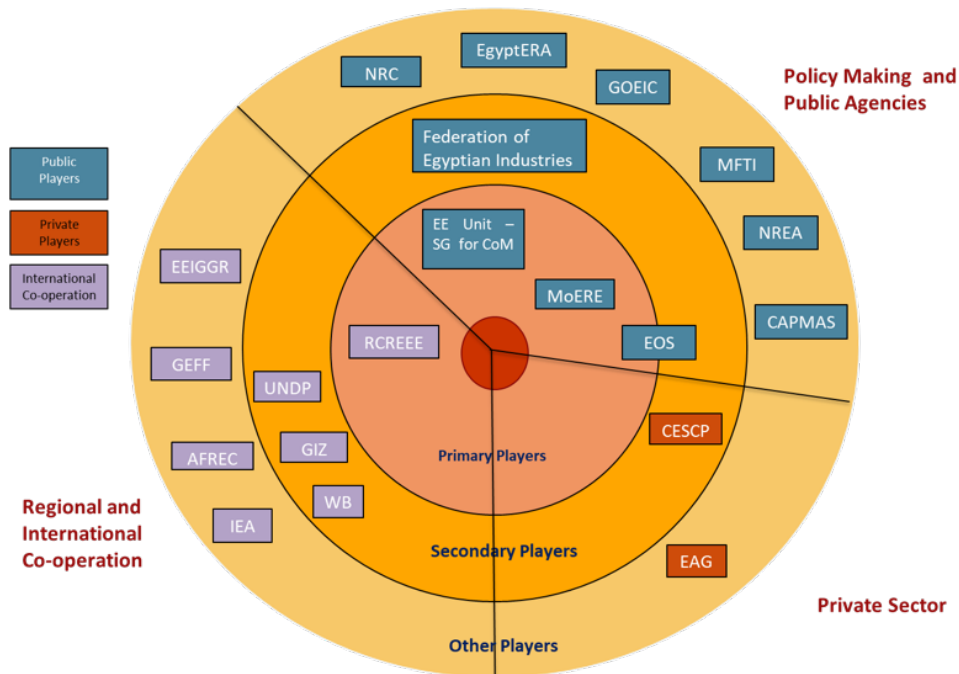 EgyptERA
NRC
GOEIC
Policy Making and
Public Agencies
Federation of
Egyptian Industries
Public
Players
MFTI
Private
Players
EE Unit –
SG for CoM
NREA
International
Co-operation
EEIGGR
MoERE
CAPMAS
RCREEE
EOS
GEFF
UNDP
CESCP
GIZ
AFREC
Primary Players
WB
Regional and
International
Co-operation
IEA
Secondary Players
EAG
Private Sector
Other Players